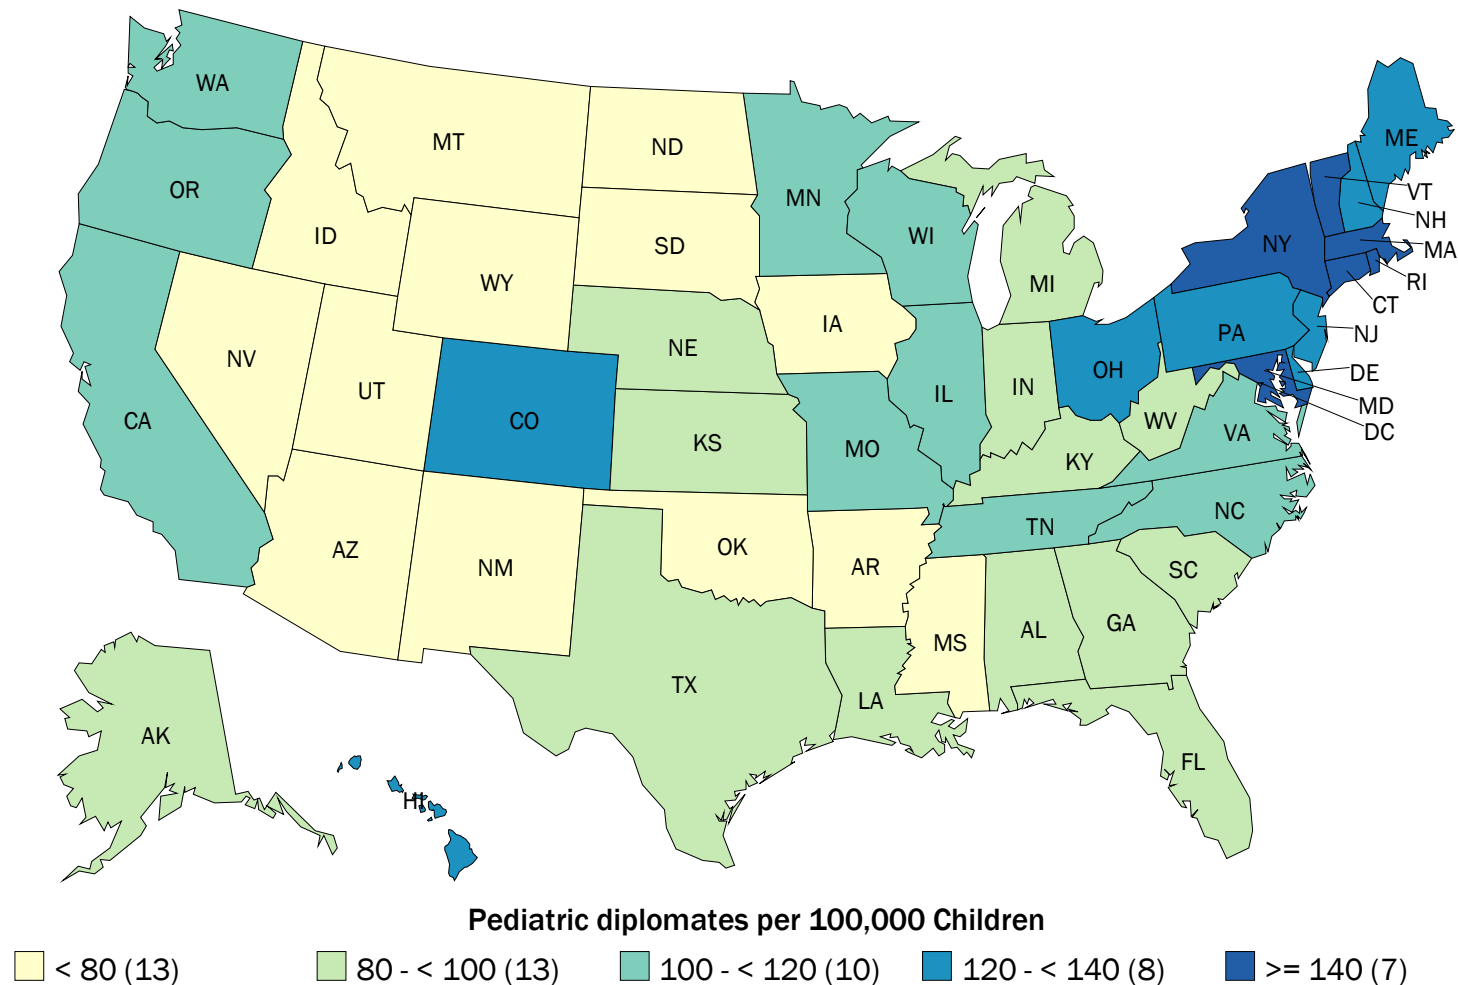 WA
MT
ND
ME
OR
MN
VT
NH
ID
SD
WI
NY
MA
WY
MI
RI
CT
IA
PA
NJ
NV
NE
UT
OH
DE
IN
IL
MD
CA
CO
WV
VA
DC
KS
MO
KY
NC
TN
AZ
OK
NM
AR
SC
GA
AL
MS
TX
LA
AK
FL
HI
Pediatric diplomates per 100,000 Children
< 80 (13) 80 - < 100 (13) 100 - < 120 (10) 120 - < 140 (8) >= 140 (7)